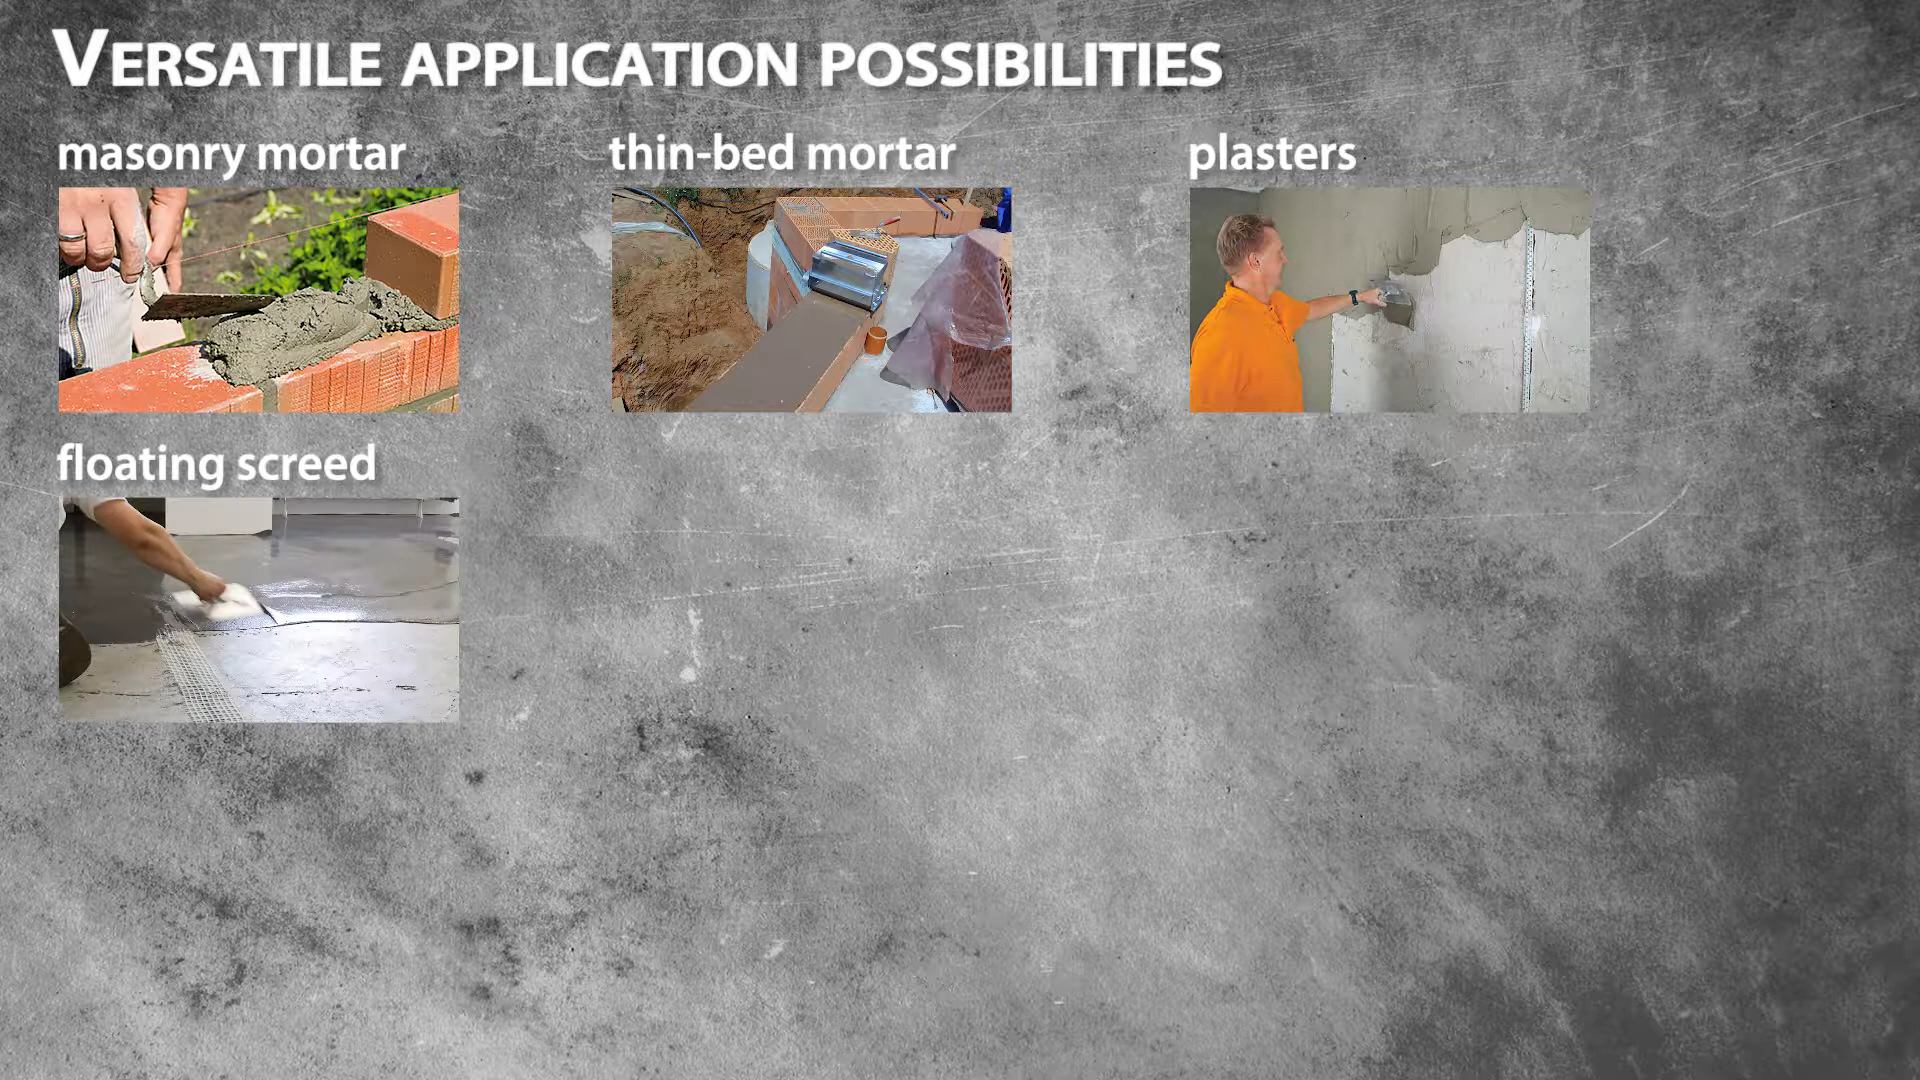 VERSATILE APPLICATION POSSIBILITIES
masonry mortar
thin-bed mortar
plasters
floating screed